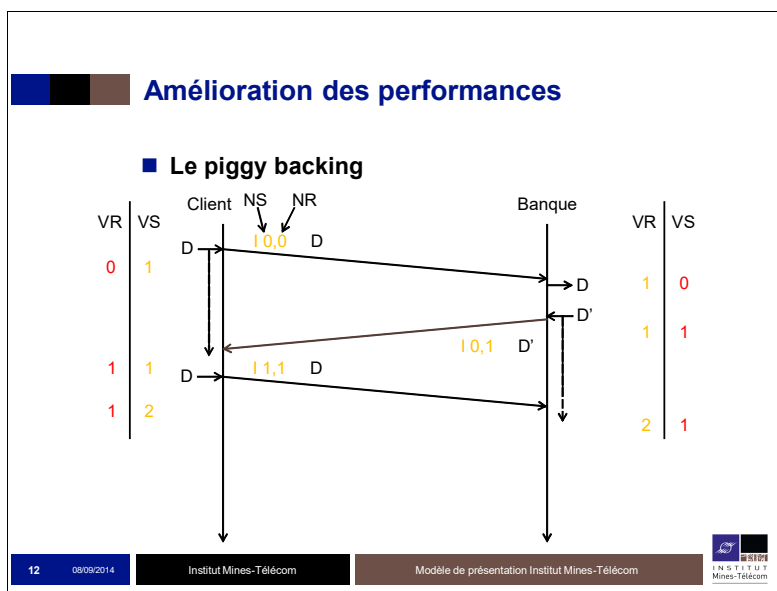 Amélioration des performances
Le piggy backing
Client NS NR Banque
VR VS VR VS
I 0,0 D
D
0 1
D
1 0
D'
1 1
I 0,1 D'
1 1
D I 1,1 D
1 2
2 1
12 08/09/2014 Institut Mines-Télécom Modèle de présentation Institut Mines-Télécom
INSTITUT
Mines-Télécom